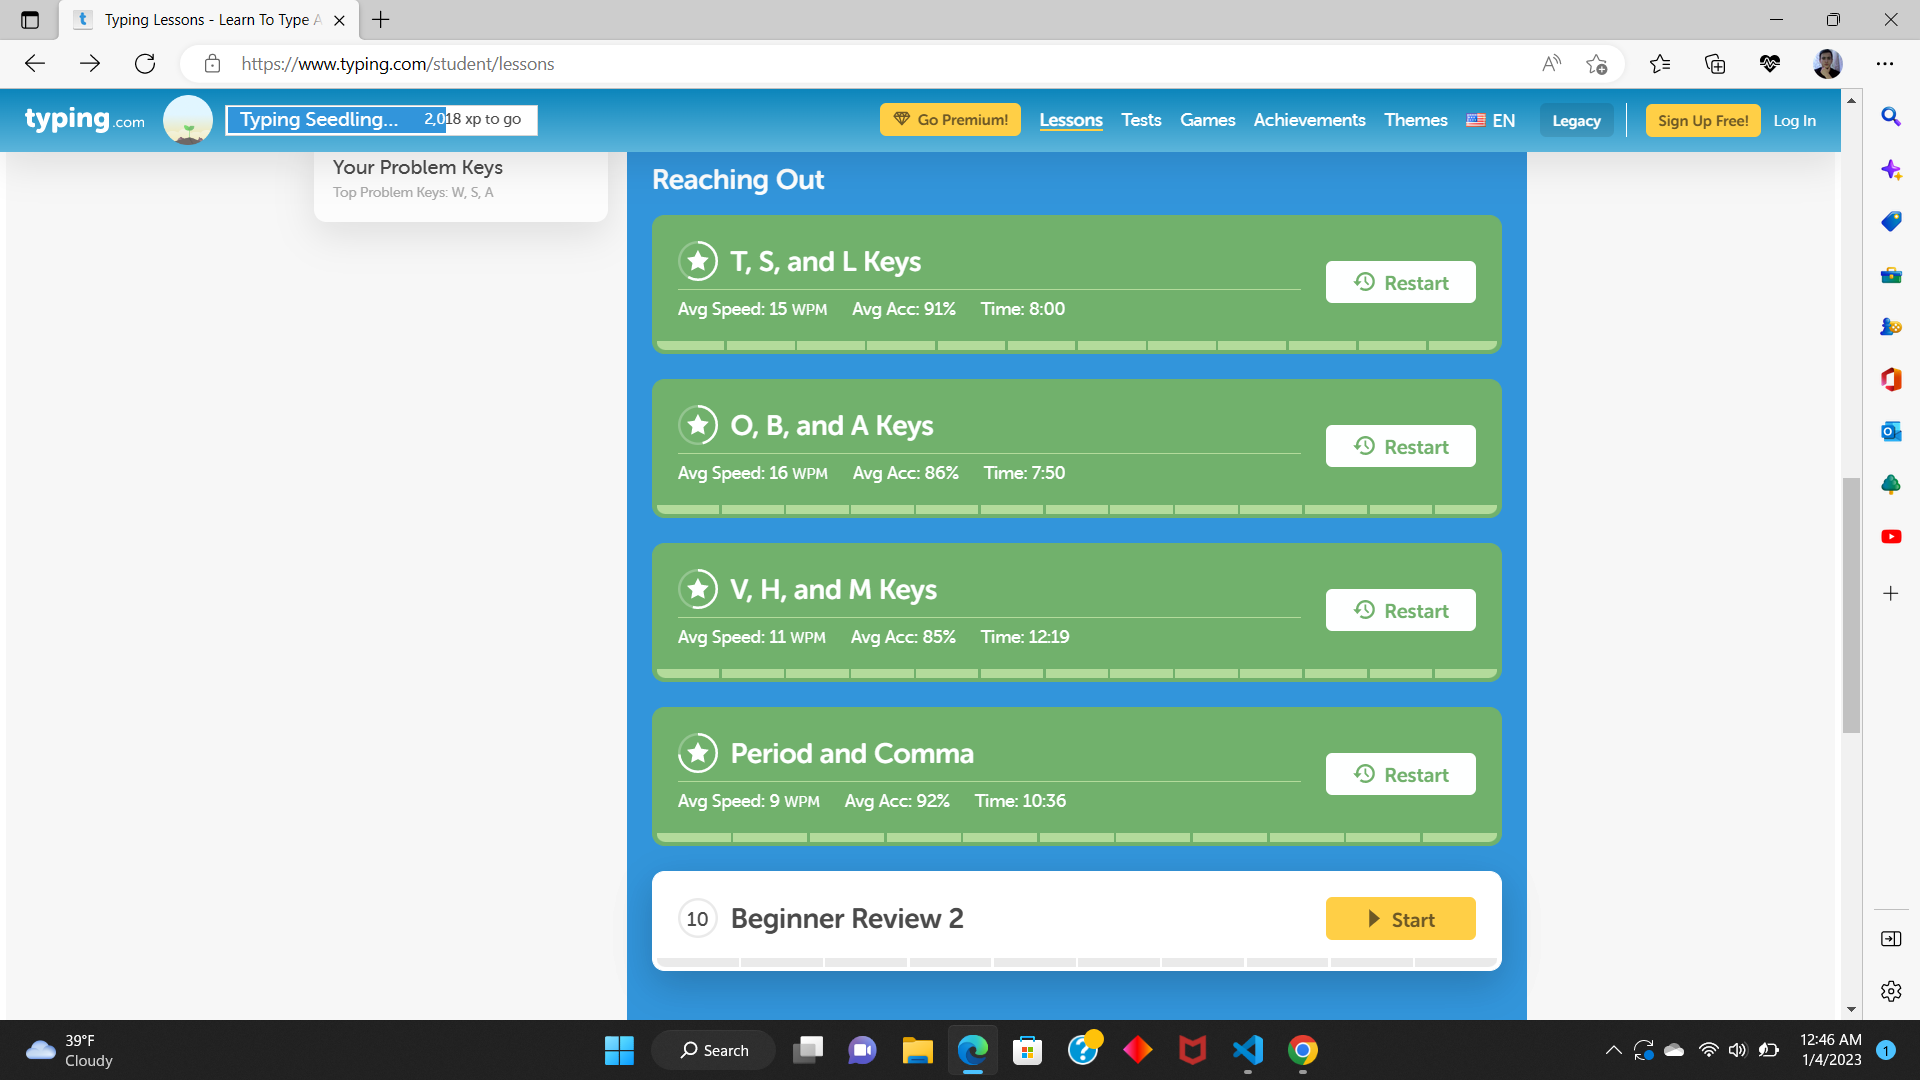 Typing Lessons - Learn To Type A
https://www.typing.com/student/lessons
typing.com
Typing Seedling... 2,018 xp to go
Go Premium!
Lessons
Tests
Games
Achievements
Themes
EN
Legacy
Sign Up Free!
Log In
Your Problem Keys
Top Problem Keys: W, S, A
Reaching Out
T, S, and L Keys
Restart
Avg Speed: 15 WPM Avg Acc: 91% Time: 8:00
O, B, and A Keys
Restart
Avg Speed: 16 WPM Avg Acc: 86% Time: 7:50
V, H, and M Keys
Restart
Avg Speed: 11 WPM Avg Acc: 85% Time: 12:19
Period and Comma
Restart
Avg Speed: 9 WPM Avg Acc: 92% Time: 10:36
10 Beginner Review 2
Start
39°F
Cloudy
Search
12:46 AM
1/4/2023
1